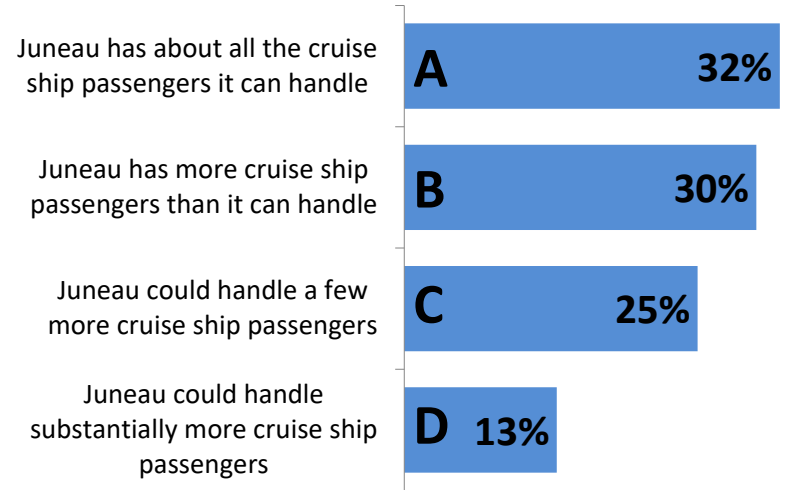 Juneau has about all the cruise
ship passengers it can handle
A 32%
Juneau has more cruise ship
passengers than it can handle
B 30%
Juneau could handle a few
more cruise ship passengers
C 25%
Juneau could handle
substantially more cruise ship
passengers
D 13%